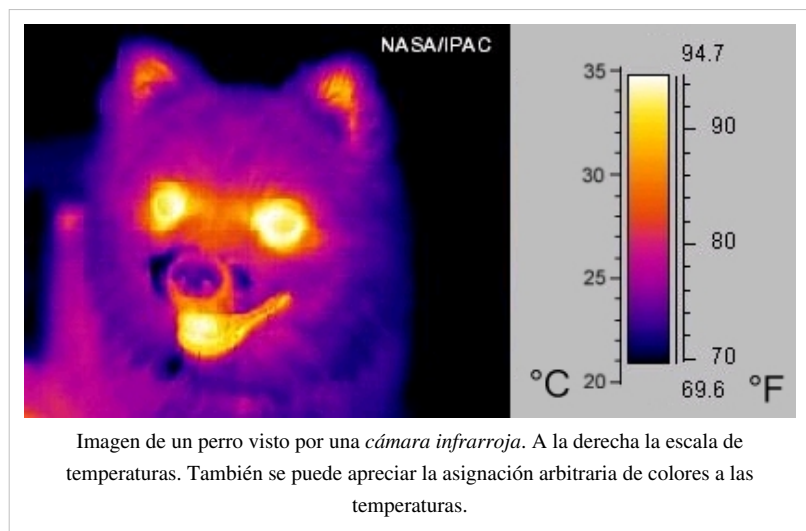 NASA/IPAC
94.7
35
90
30
80
25
70
°C
20
69.6
°F
Imagen de un perro visto por una cámara infrarroja. A la derecha la escala de
temperaturas. También se puede apreciar la asignación arbitraria de colores a las
temperaturas.